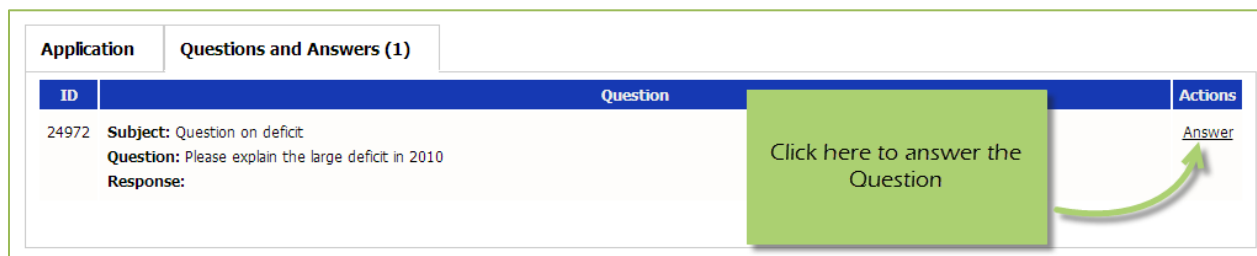 Application Questions and Answers (1)
ID Question Actions
24972 Subject: Question on deficit Answer
Question: Please explain the large deficit in 2010
Response:
Click here to answer the
Question